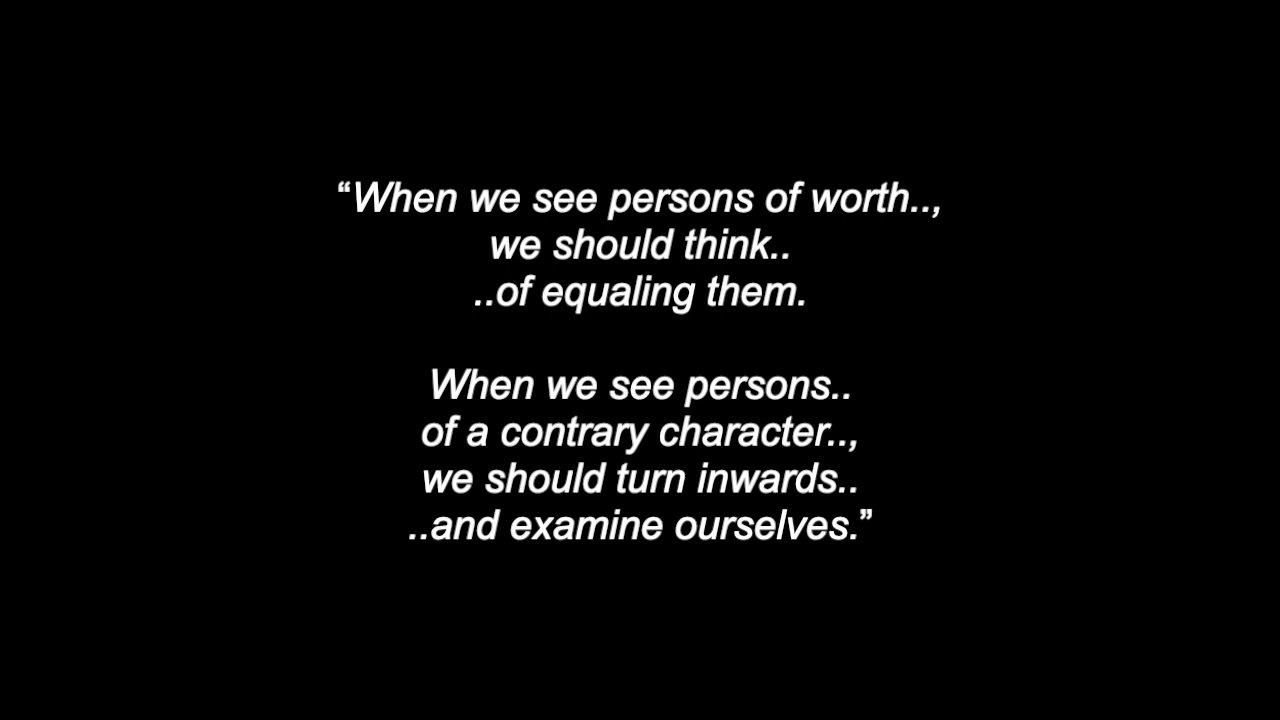 “When we see persons of worth..,
we should think..
..of equaling them.
When we see persons..
of a contrary character..,
we should turn inwards..
..and examine ourselves.”